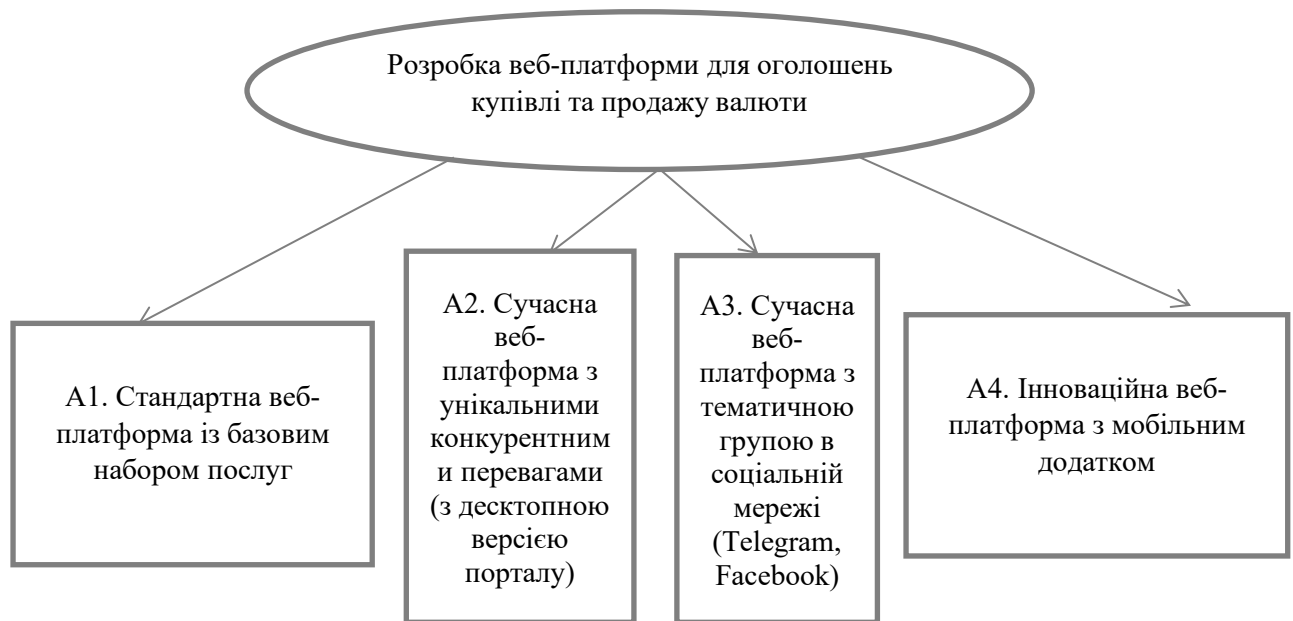 Розробка веб-платформи для оголошень
купівлі та продажу валюти
А1. Стандартна веб-
платформа із базовим
набором послуг
А2. Сучасна
веб-
платформа з
унікальними
конкурентним
и перевагами
(з десктопною
версією
порталу)
А3. Сучасна
веб-
платформа з
тематичною
групою в
соціальній
мережі
(Telegram,
Facebook)
А4. Інноваційна веб-
платформа з мобільним
додатком